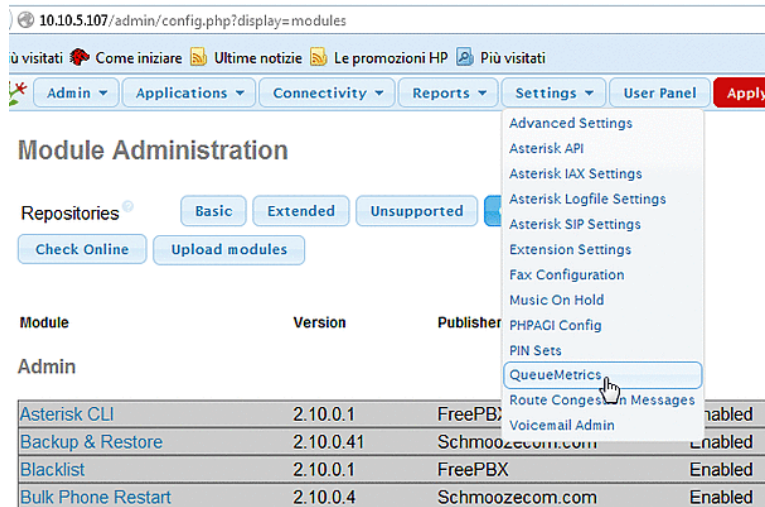 10.10.5.107/admin/config.php?display=modules
ù visitati Come iniziare Ultime notizie Le promozioni HP Più visitati
Admin Applications Connectivity Reports Settings User Panel Apply
Module Administration
Repositories Basic Extended Unsupported
Check Online Upload modules
Advanced Settings
Asterisk API
Asterisk IAX Settings
Asterisk Logfile Settings
Asterisk SIP Settings
Extension Settings
Fax Configuration
Music On Hold
PHPAGI Config
PIN Sets
QueueMetrics
Route Congestion Messages
Voicemail Admin
Module Version Publisher
Admin
Asterisk CLI 2.10.0.1 FreePBX nabled
Backup & Restore 2.10.0.41 Schmoozecom.com Enabled
Blacklist 2.10.0.1 FreePBX Enabled
Bulk Phone Restart 2.10.0.4 Schmoozecom.com Enabled